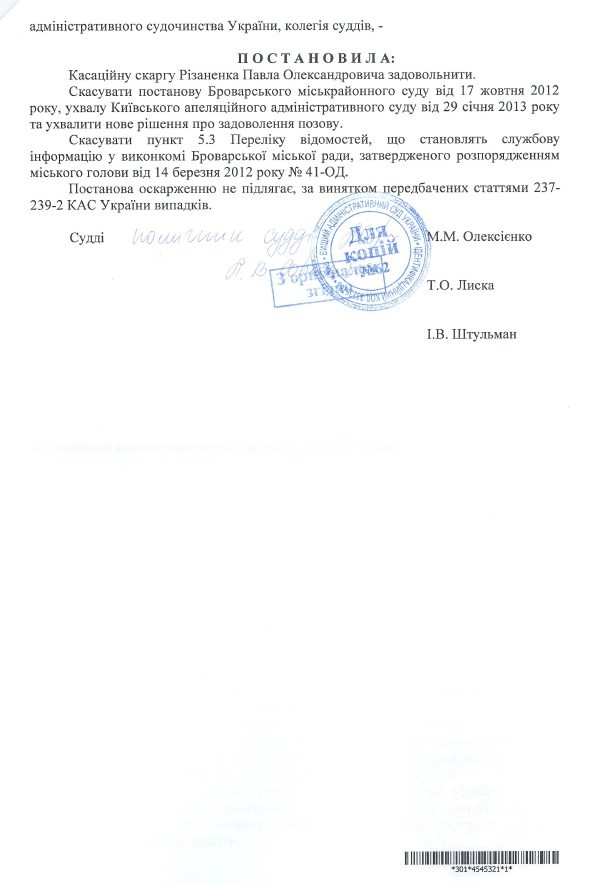 адміністративного судочинства України, колегія суддів, -
П О С Т А Н О В И Л А:
Касаційну скаргу Різаненка Павла Олександровича задовольнити.
Скасувати постанову Броварського міськрайонного суду від 17 жовтня 2012
року, ухвалу Київського апеляційного адміністративного суду від 29 січня 2013 року
та ухвалити нове рішення про задоволення позову.
Скасувати пункт 5.3 Переліку відомостей, що становлять службову
інформацію у виконкомі Броварської міської ради, затвердженого розпорядженням
міського голови від 14 березня 2012 року № 41-ОД.
Постанова оскарженню не підлягає, за винятком передбачених статтями 237-
239-2 КАС України випадків.
Судді помічник судді М.М. Олексієнко
ВИЩИЙ АДМІНІСТРАТИВНИЙ СУД УКРАЇНИ
Для
копій
№2
З оригіналом
згідно
Т.О. Лиска
І.В. Штульман
*301*4545321*1*